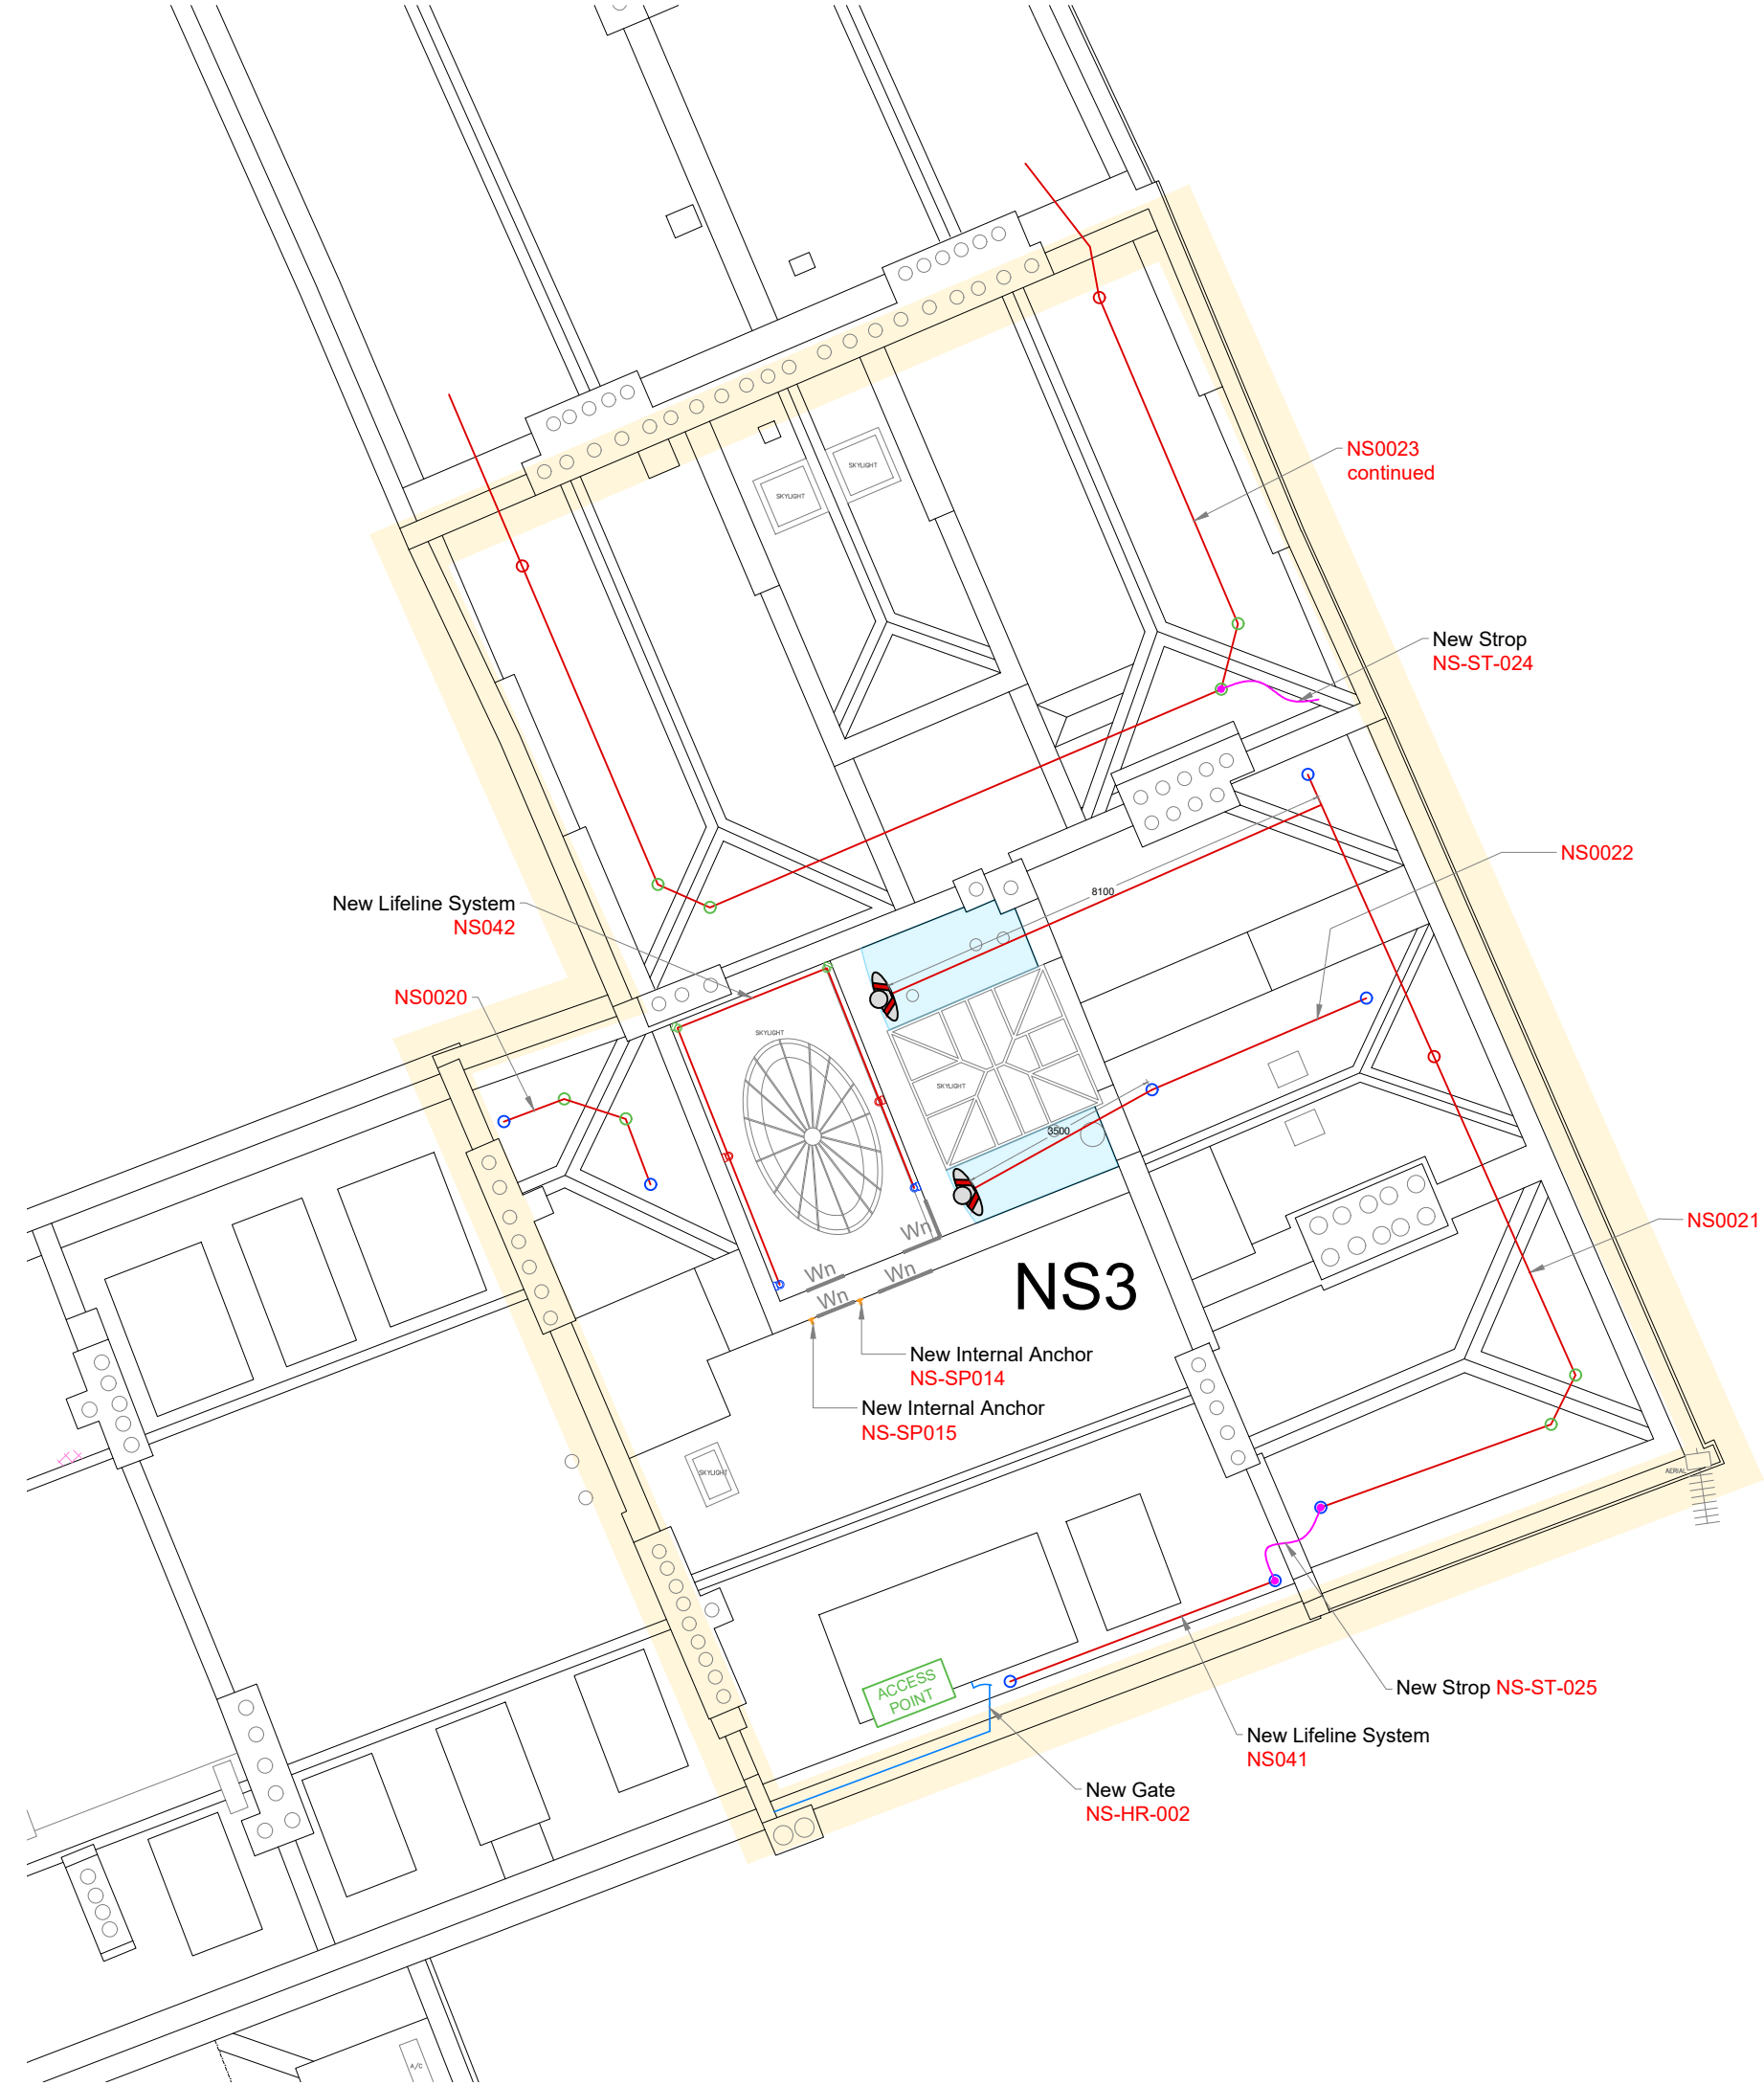 NS0023
continued
SKYLIGHT
SKYLIGHT
New Strop
NS-ST-024
NS0022
8100
New Lifeline System
NS042
NS0020
SKYLIGHT
SKYLIGHT
3500
NS0021
Wn
Wn
Wn
Wn
NS3
New Internal Anchor
NS-SP014
New Internal Anchor
NS-SP015
SKYLIGHT
AERIAL
ACCESS
POINT
New Strop NS-ST-025
New Lifeline System
NS041
New Gate
NS-HR-002
A/C